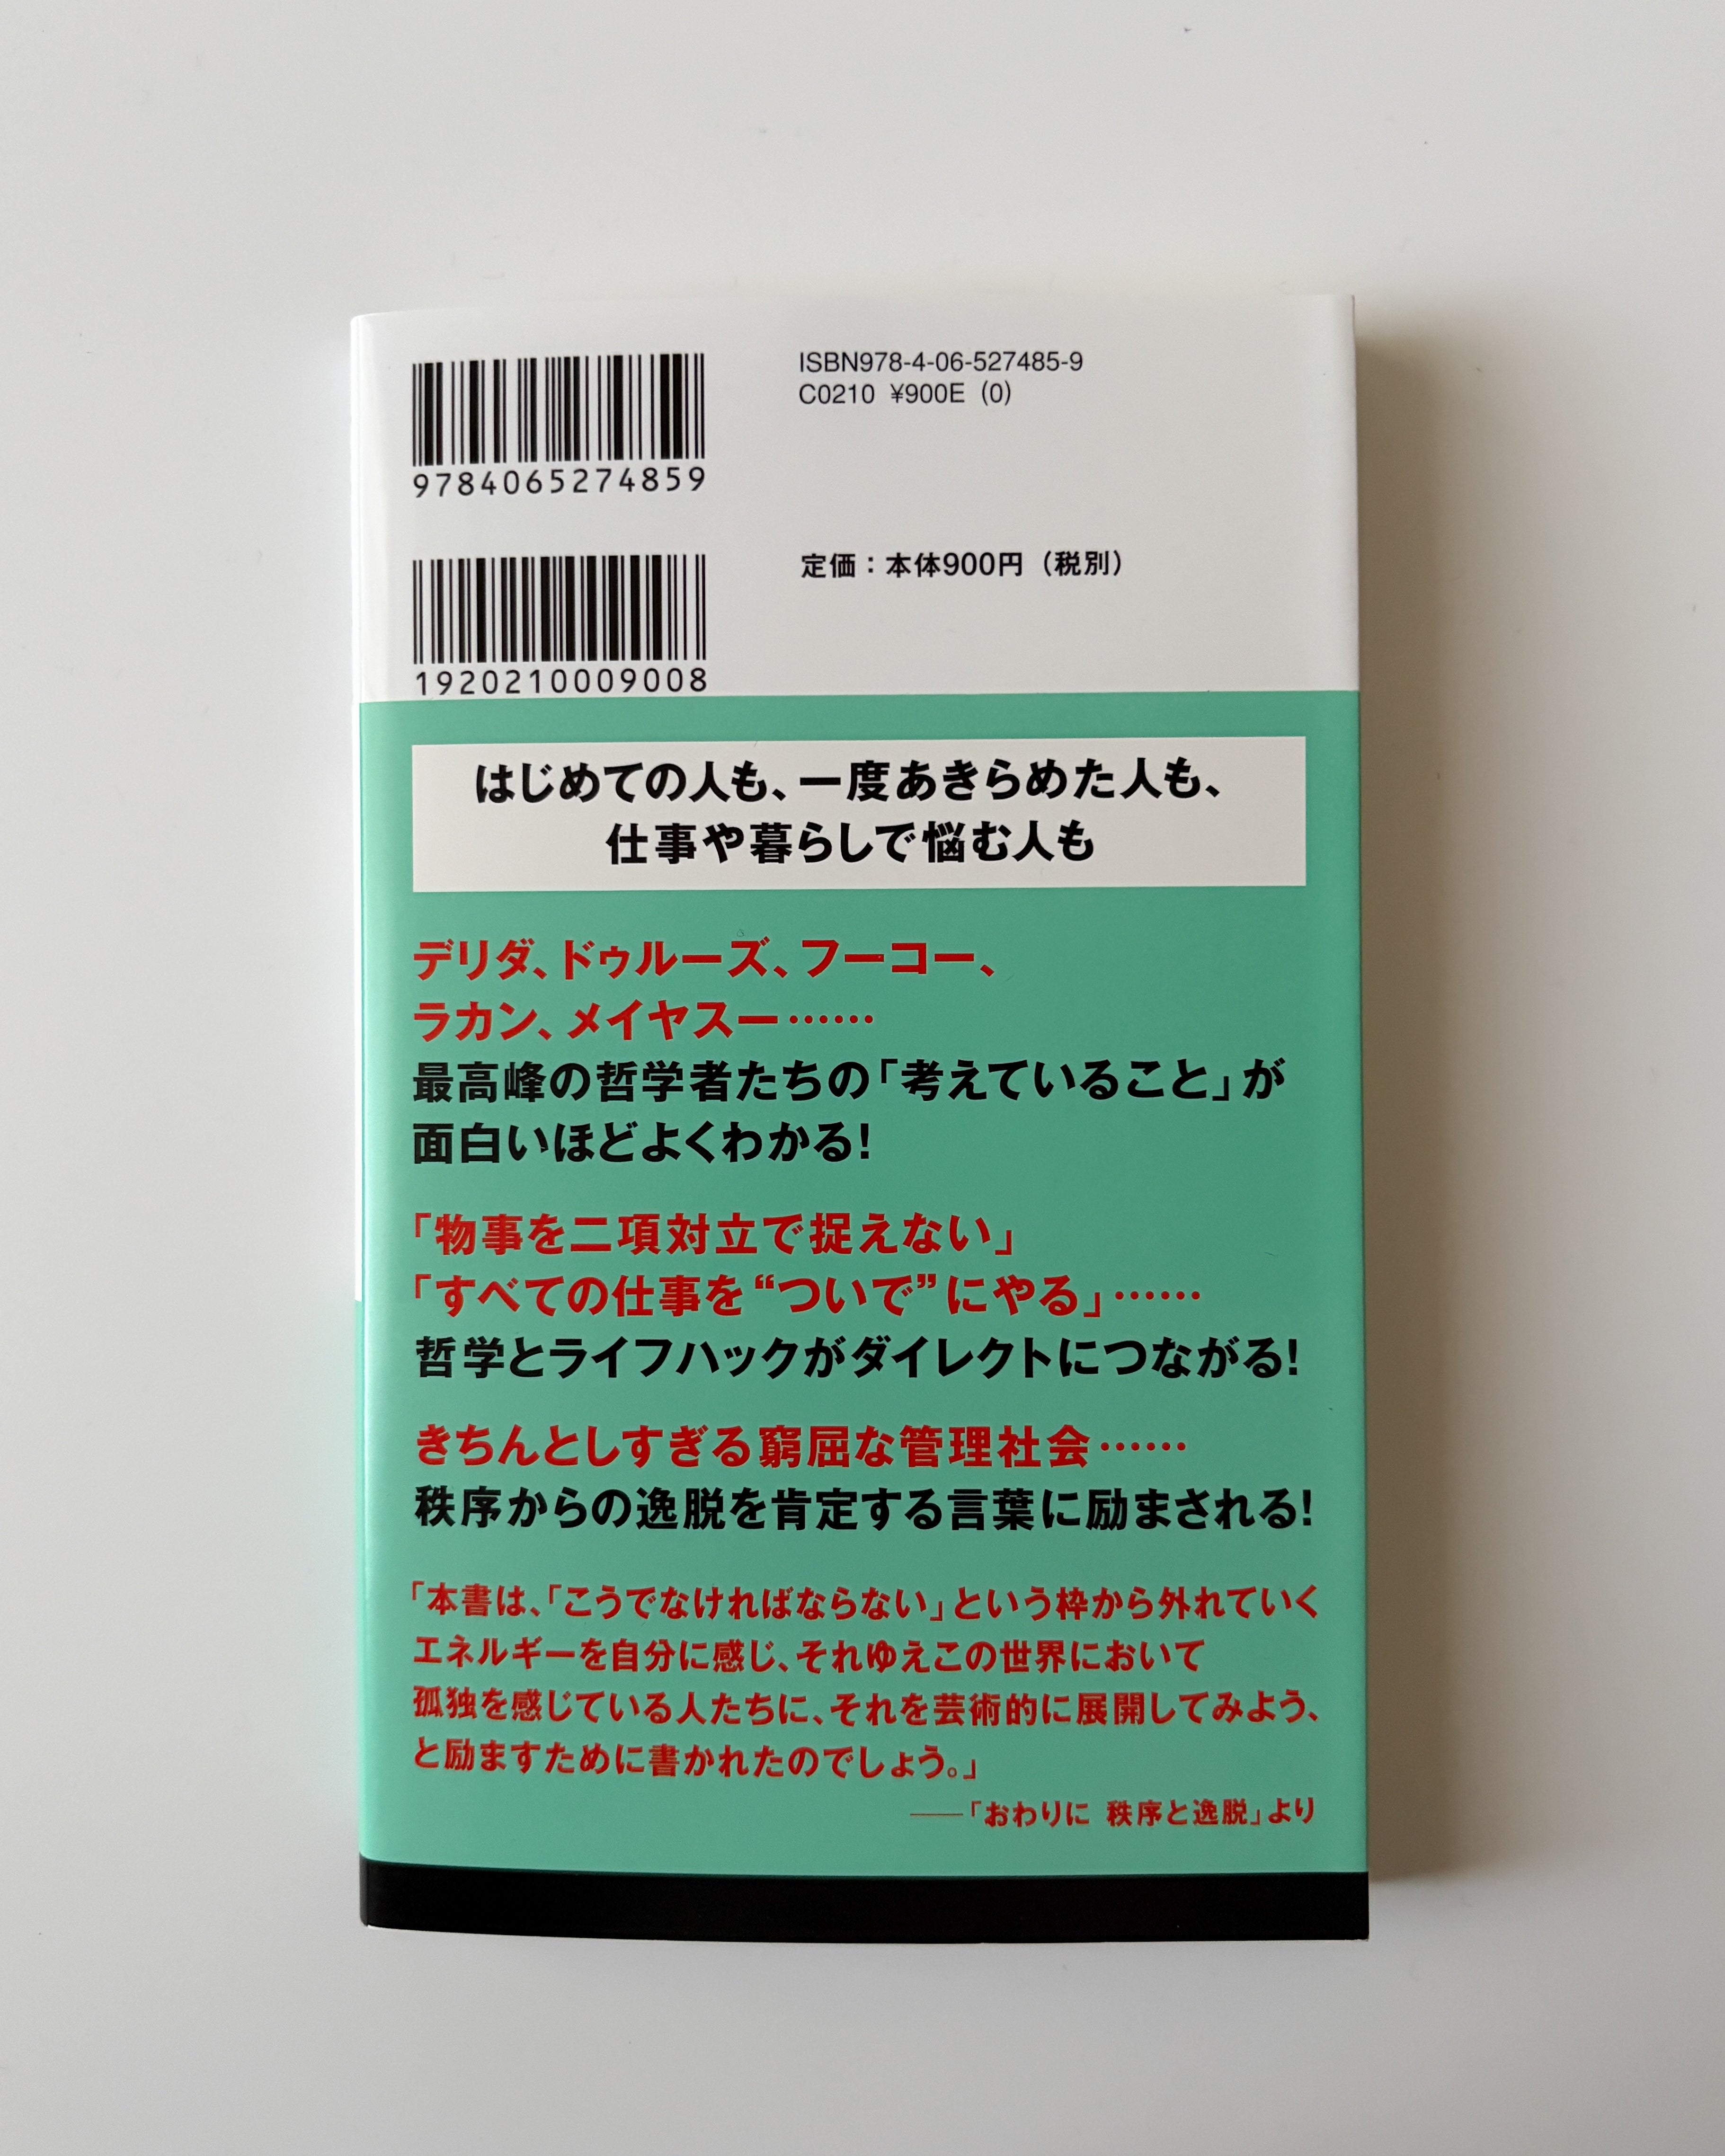 9784065274859
ISBN978-4-06-527485-9
C0210 ¥900E (0)
1920210009008
定価：本体900円（税別）
はじめての人も、一度あきらめた人も、
仕事や暮らしで悩む人も
デリダ、ドゥルーズ、フーコー、
ラカン、メイヤスー……
最高峰の哲学者たちの「考えていること」が
面白いほどよくわかる！
「物事を二項対立で捉えない」
「すべての仕事を“ついで”にやる」……
哲学とライフハックがダイレクトにつながる！
きちんとしすぎる窮屈な管理社会……
秩序からの逸脱を肯定する言葉に励まされる！
「本書は、「こうでなければならない」という枠から外れていく
エネルギーを自分に感じ、それゆえこの世界において
孤独を感じている人たちに、それを芸術的に展開してみよう、
と励ますために書かれたのでしょう。」
——「おわりに 秩序と逸脱」より